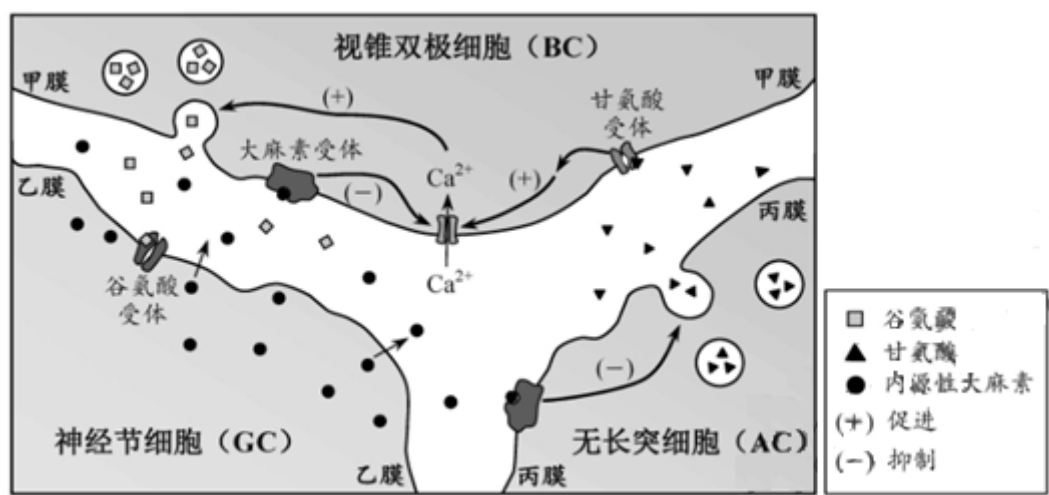 视锥双极细胞（BC）
甲膜
(+)
甘氨酸
受体
甲膜
大麻素受体
(−)
Ca²⁺
(+)
乙膜
丙膜
谷氨酸
受体
Ca²⁺
(−)
神经节细胞（GC）
无长突细胞（AC）
乙膜
丙膜
谷氨酸
甘氨酸
内源性大麻素
(+) 促进
(−) 抑制